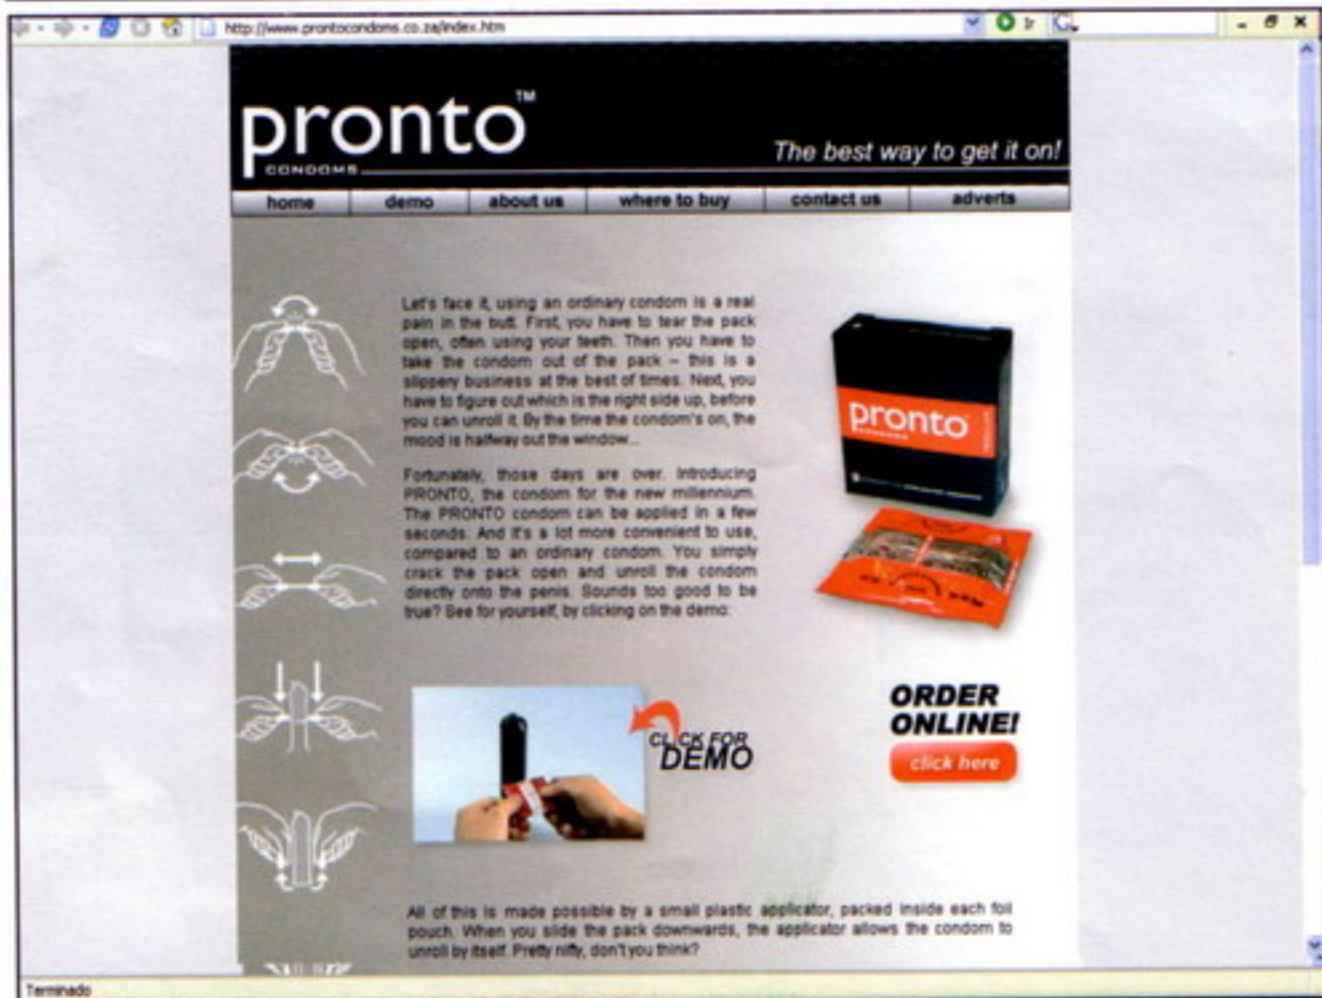 http://www.prontocondoms.co.za/index.htm
Ir
pronto™
CONDOMS
The best way to get it on!
home demo about us where to buy contact us adverts
Let's face it, using an ordinary condom is a real
pain in the butt. First, you have to tear the pack
open, often using your teeth. Then you have to
take the condom out of the pack – this is a
slippery business at the best of times. Next, you
have to figure out which is the right side up, before
you can unroll it. By the time the condom's on, the
mood is halfway out the window...
Fortunately, those days are over. Introducing
PRONTO, the condom for the new millennium.
The PRONTO condom can be applied in a few
seconds. And it's a lot more convenient to use,
compared to an ordinary condom. You simply
crack the pack open and unroll the condom
directly onto the penis. Sounds too good to be
true? See for yourself, by clicking on the demo:
pronto
CONDOMS
CLICK FOR
DEMO
ORDER
ONLINE!
click here
All of this is made possible by a small plastic applicator, packed inside each foil
pouch. When you slide the pack downwards, the applicator allows the condom to
unroll by itself. Pretty nifty, don't you think?
Terminado